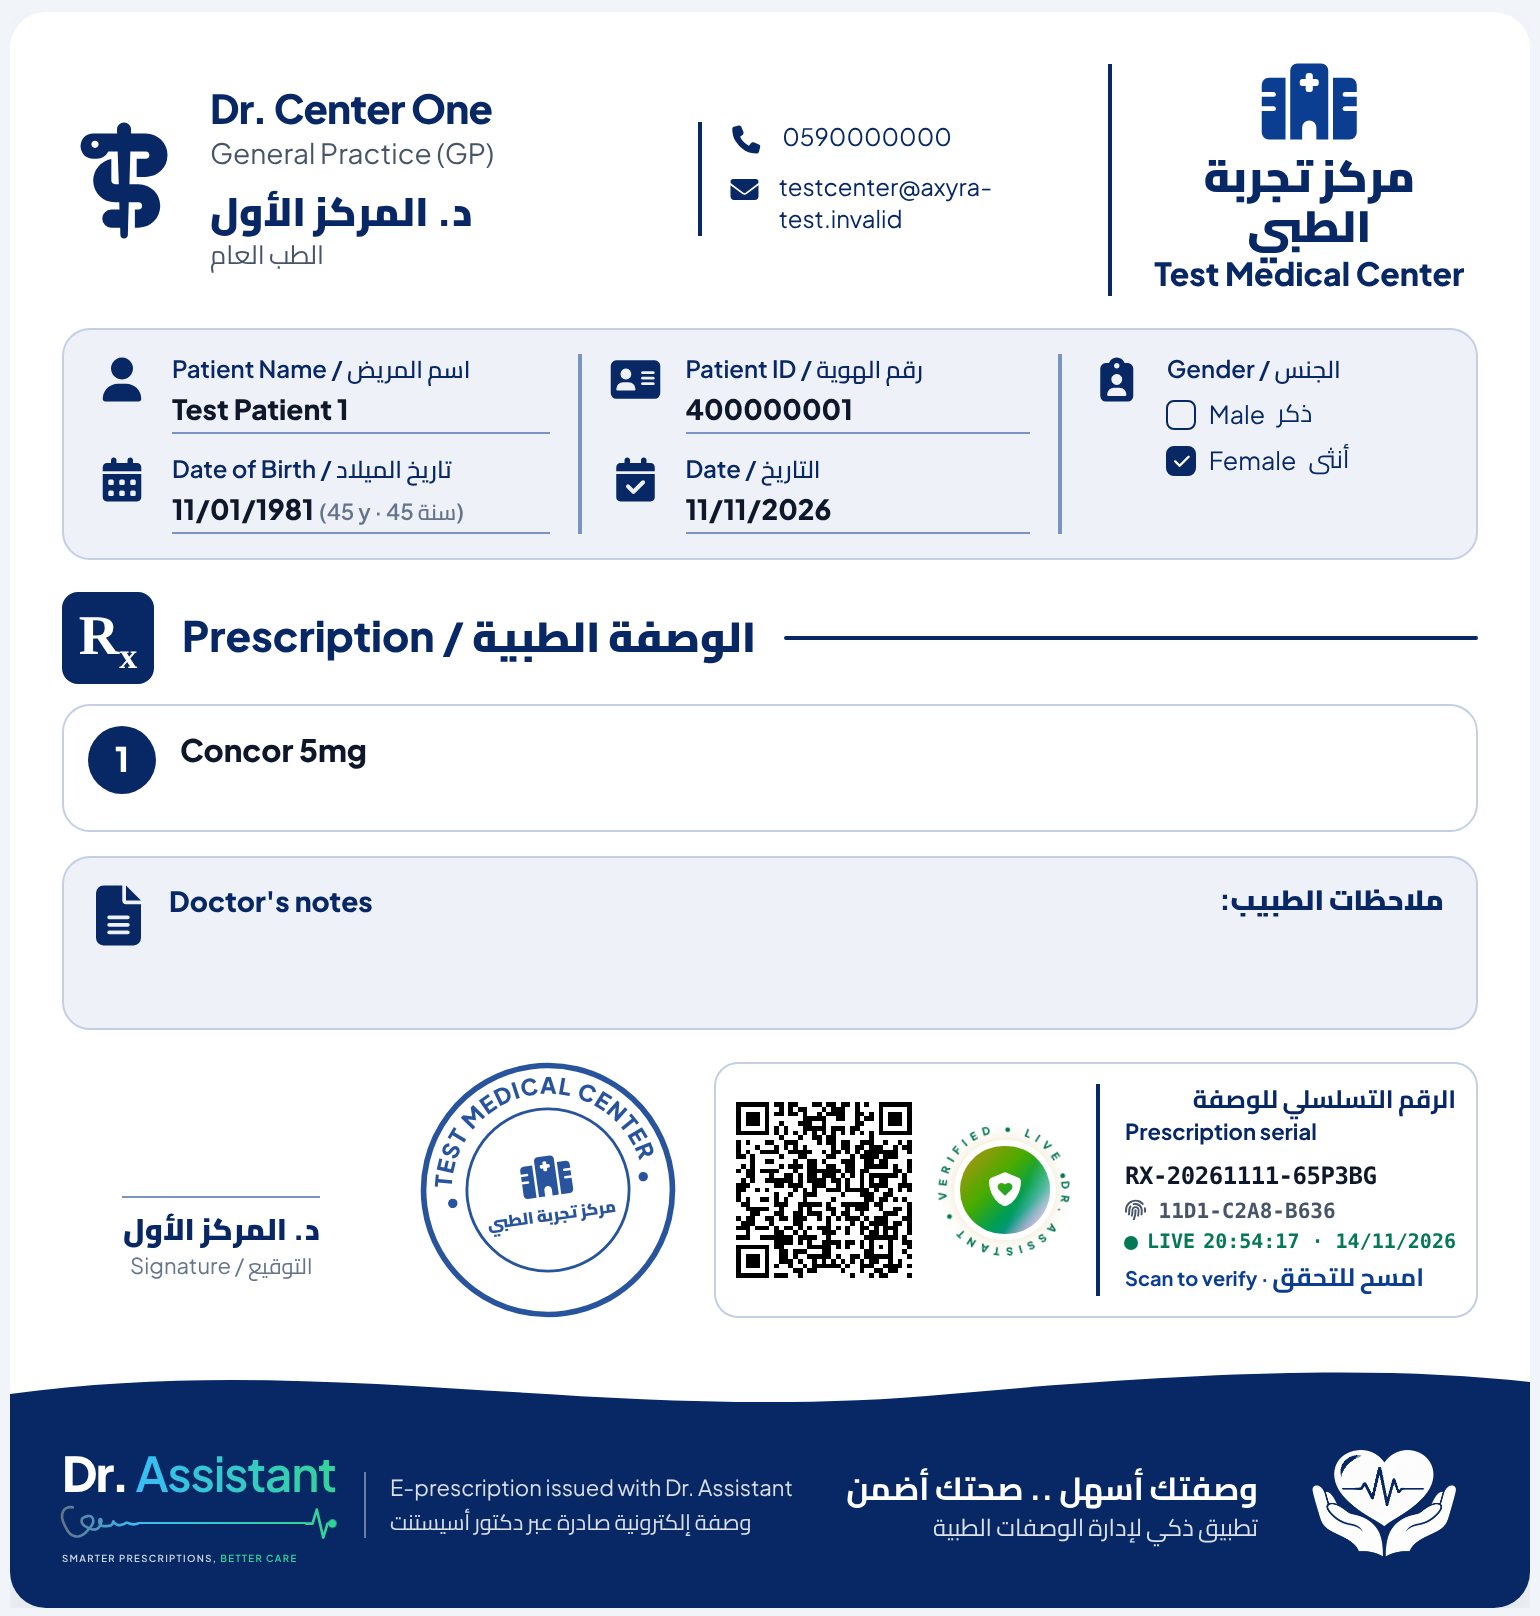 Dr. Center One
General Practice (GP)
د. المركز الأول
الطب العام
0590000000
testcenter@axyra-
test.invalid
مركز تجربة
الطبي
Test Medical Center
Patient Name / اسم المريض
Test Patient 1
Patient ID / رقم الهوية
400000001
Gender / الجنس
Male ذكر
Female أنثى
Date of Birth / تاريخ الميلاد
11/01/1981 (45 y · 45 سنة)
Date / التاريخ
11/11/2026
Rx
Prescription / الوصفة الطبية
1
Concor 5mg
Doctor's notes
ملاحظات الطبيب:
د. المركز الأول
Signature / التوقيع
• TEST MEDICAL CENTER •
مركز تجربة الطبي
VERIFIED • LIVE • DR. ASSISTANT •
الرقم التسلسلي للوصفة
Prescription serial
RX-20261111-65P3BG
11D1-C2A8-B636
LIVE 20:54:17 · 14/11/2026
Scan to verify · امسح للتحقق
Dr. Assistant
SMARTER PRESCRIPTIONS, BETTER CARE
E-prescription issued with Dr. Assistant
وصفة إلكترونية صادرة عبر دكتور أسيستنت
وصفتك أسهل .. صحتك أضمن
تطبيق ذكي لإدارة الوصفات الطبية